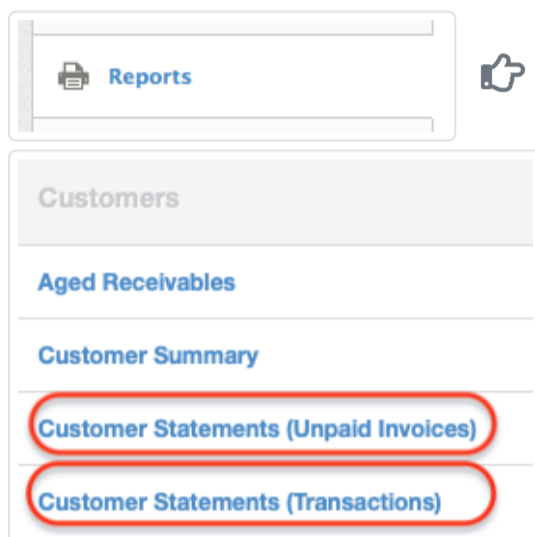 Reports
Customers
Aged Receivables
Customer Summary
Customer Statements (Unpaid Invoices)
Customer Statements (Transactions)